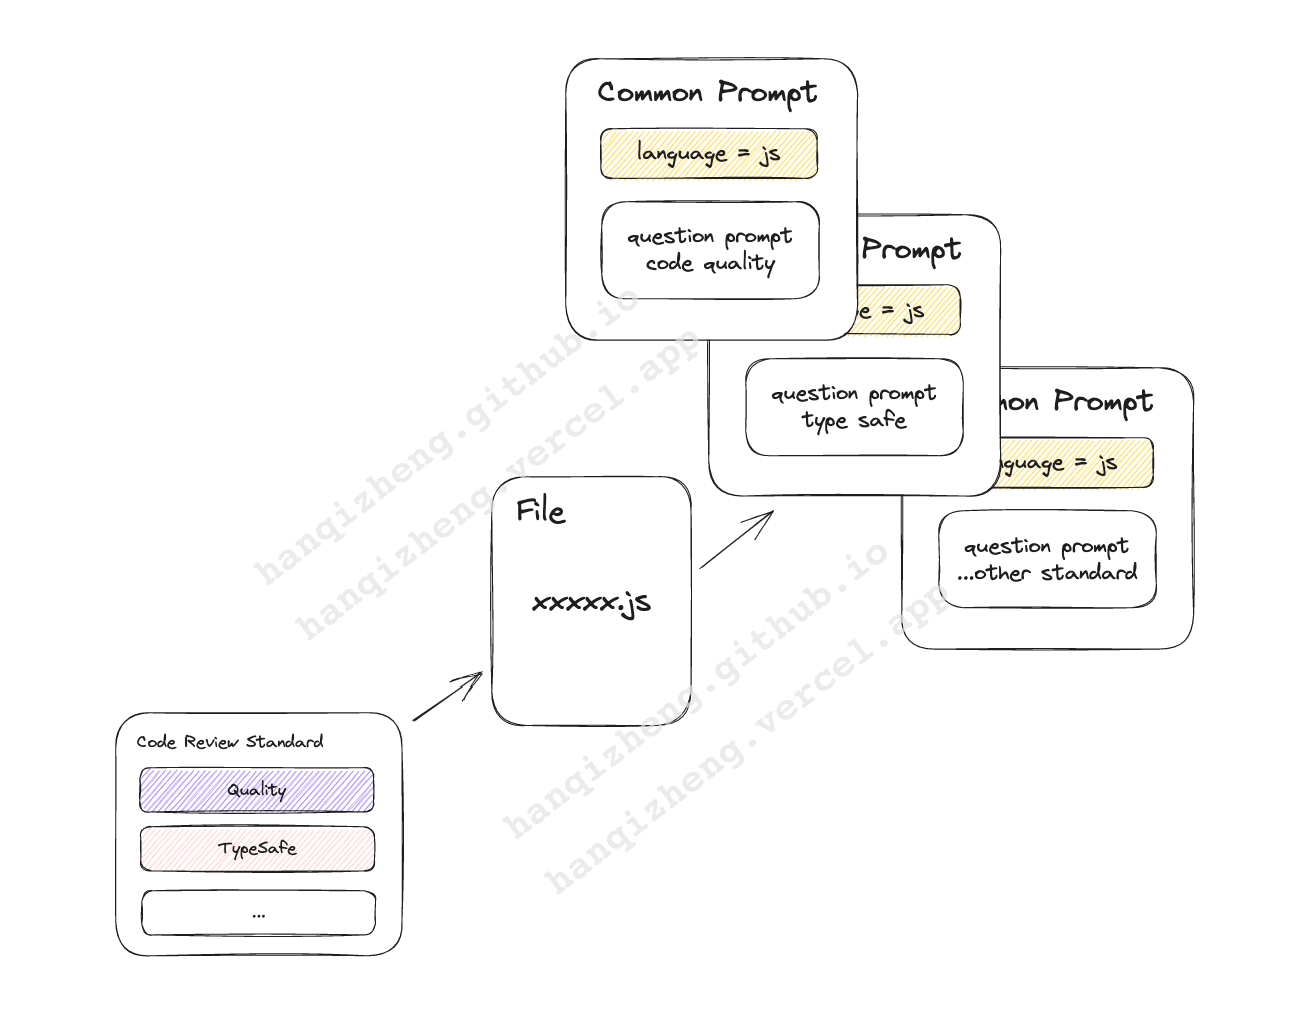 Common Prompt
language = js
question prompt
code quality
Prompt
= js
question prompt
type safe
Prompt
= js
question prompt
...other standard
File
xxxxx.js
Code Review Standard
Quality
TypeSafe
...
hanqizheng.github.io
hanqizheng.vercel.app
hanqizheng.github.io
hanqizheng.vercel.app